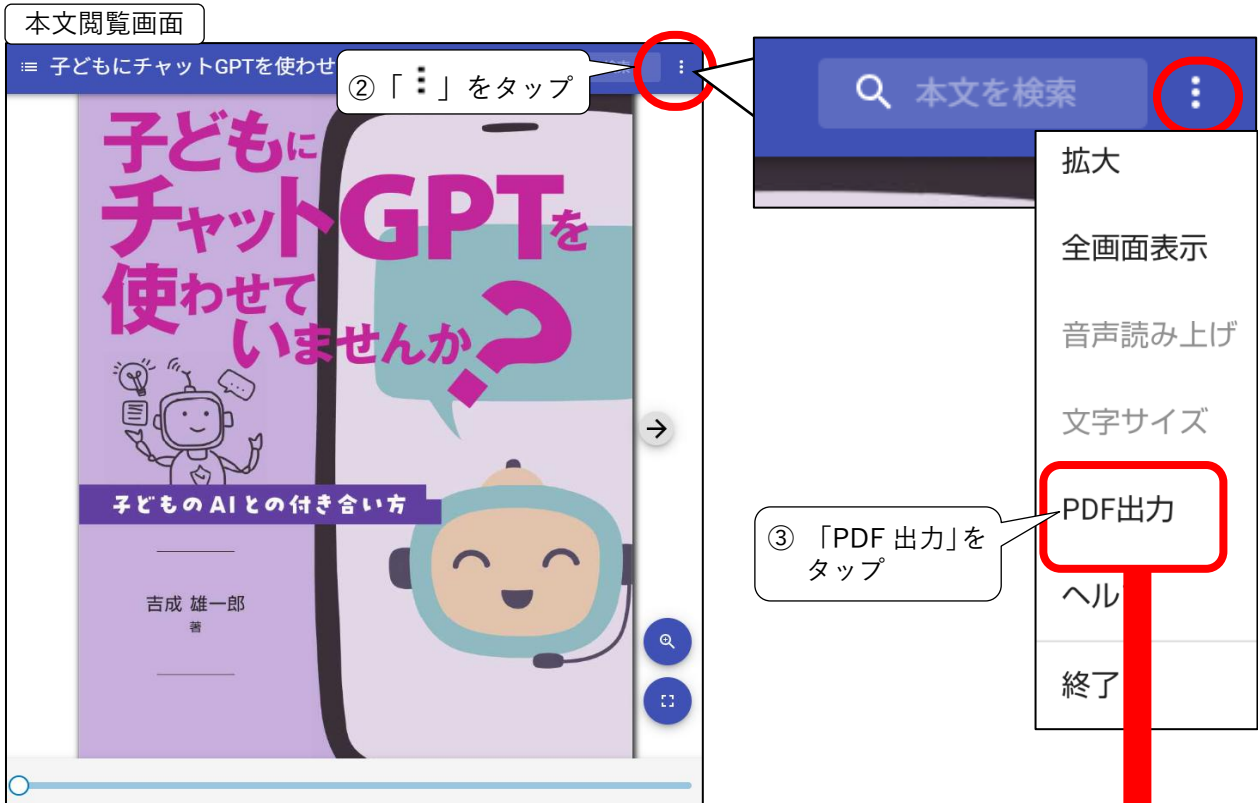 本文閲覧画面
子どもにチャットGPTを使わせ
②「⋮」をタップ
子どもに
チャットGPTを
使わせて
いませんか?
子どものAIとの付き合い方
吉成 雄一郎
著
本文を検索
拡大
全画面表示
音声読み上げ
文字サイズ
PDF出力
③ 「PDF 出力」を
タップ
ヘル
終了